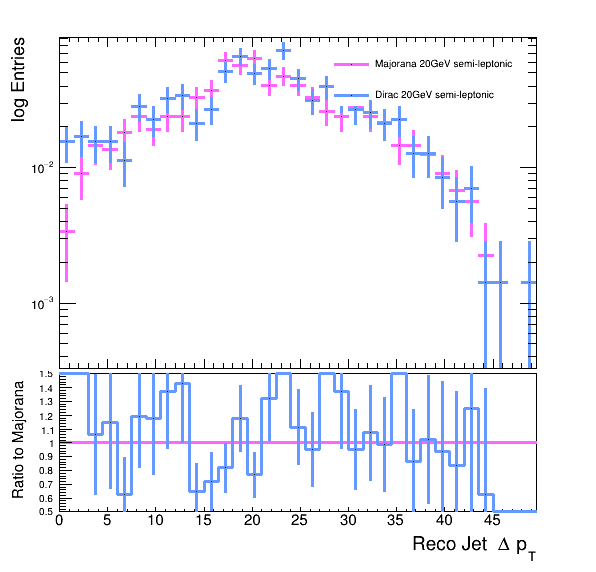 log Entries
Majorana 20GeV semi-leptonic
Dirac 20GeV semi-leptonic
10⁻²
10⁻³
Ratio to Majorana
1.5
1.4
1.3
1.2
1.1
1
0.9
0.8
0.7
0.6
0.5
0 5 10 15 20 25 30 35 40 45
Reco Jet Δ p_T